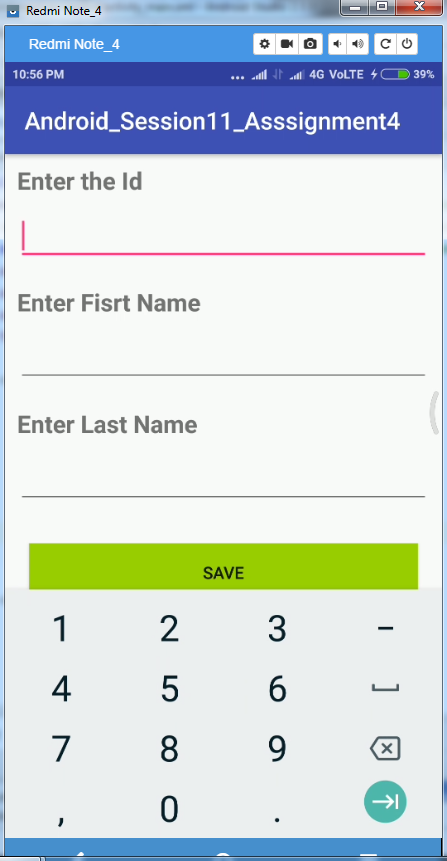 Redmi Note_4
Redmi Note_4
10:56 PM ... 4G VoLTE 39%
Android_Session11_Asssignment4
Enter the Id
Enter Fisrt Name
Enter Last Name
SAVE
1 2 3 -
4 5 6
7 8 9
, 0 .